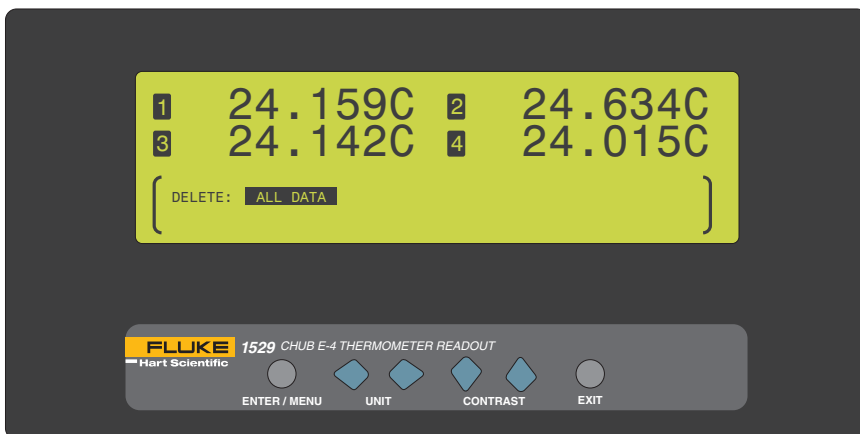 1 24.159C 2 24.634C
3 24.142C 4 24.015C
DELETE: ALL DATA
FLUKE 1529 CHUB E-4 THERMOMETER READOUT
Hart Scientific
ENTER / MENU UNIT CONTRAST EXIT